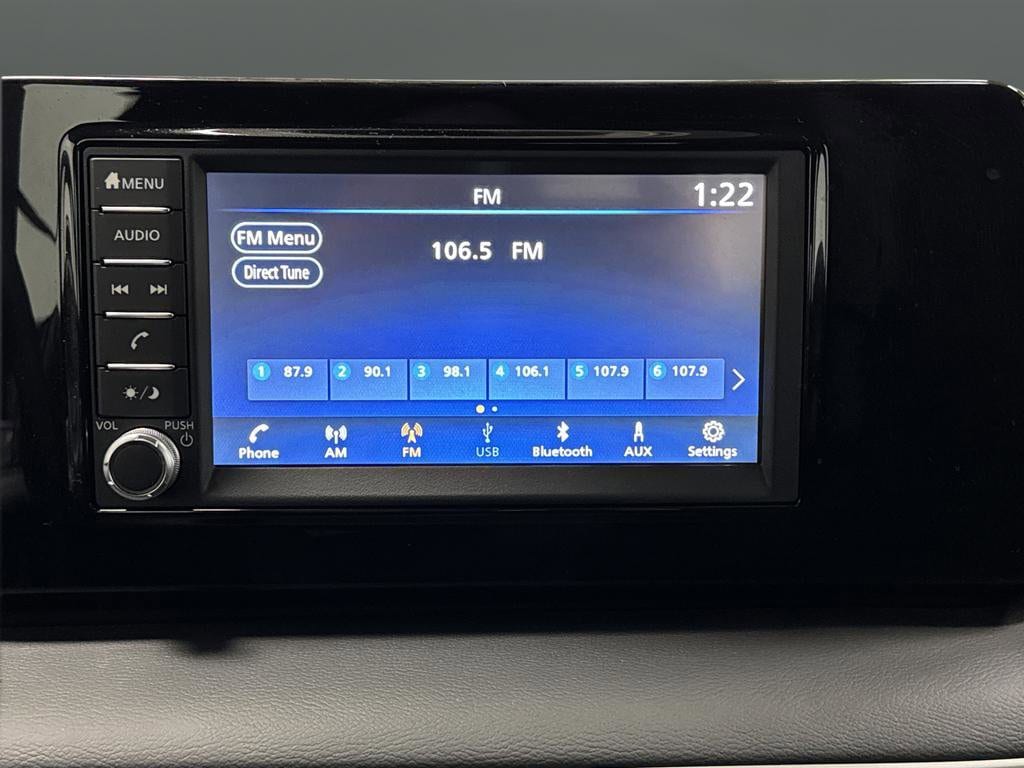 MENU
AUDIO
VOL PUSH
FM 1:22
FM Menu
106.5 FM
Direct Tune
1 87.9 2 90.1 3 98.1 4 106.1 5 107.9 6 107.9
Phone AM FM USB Bluetooth AUX Settings